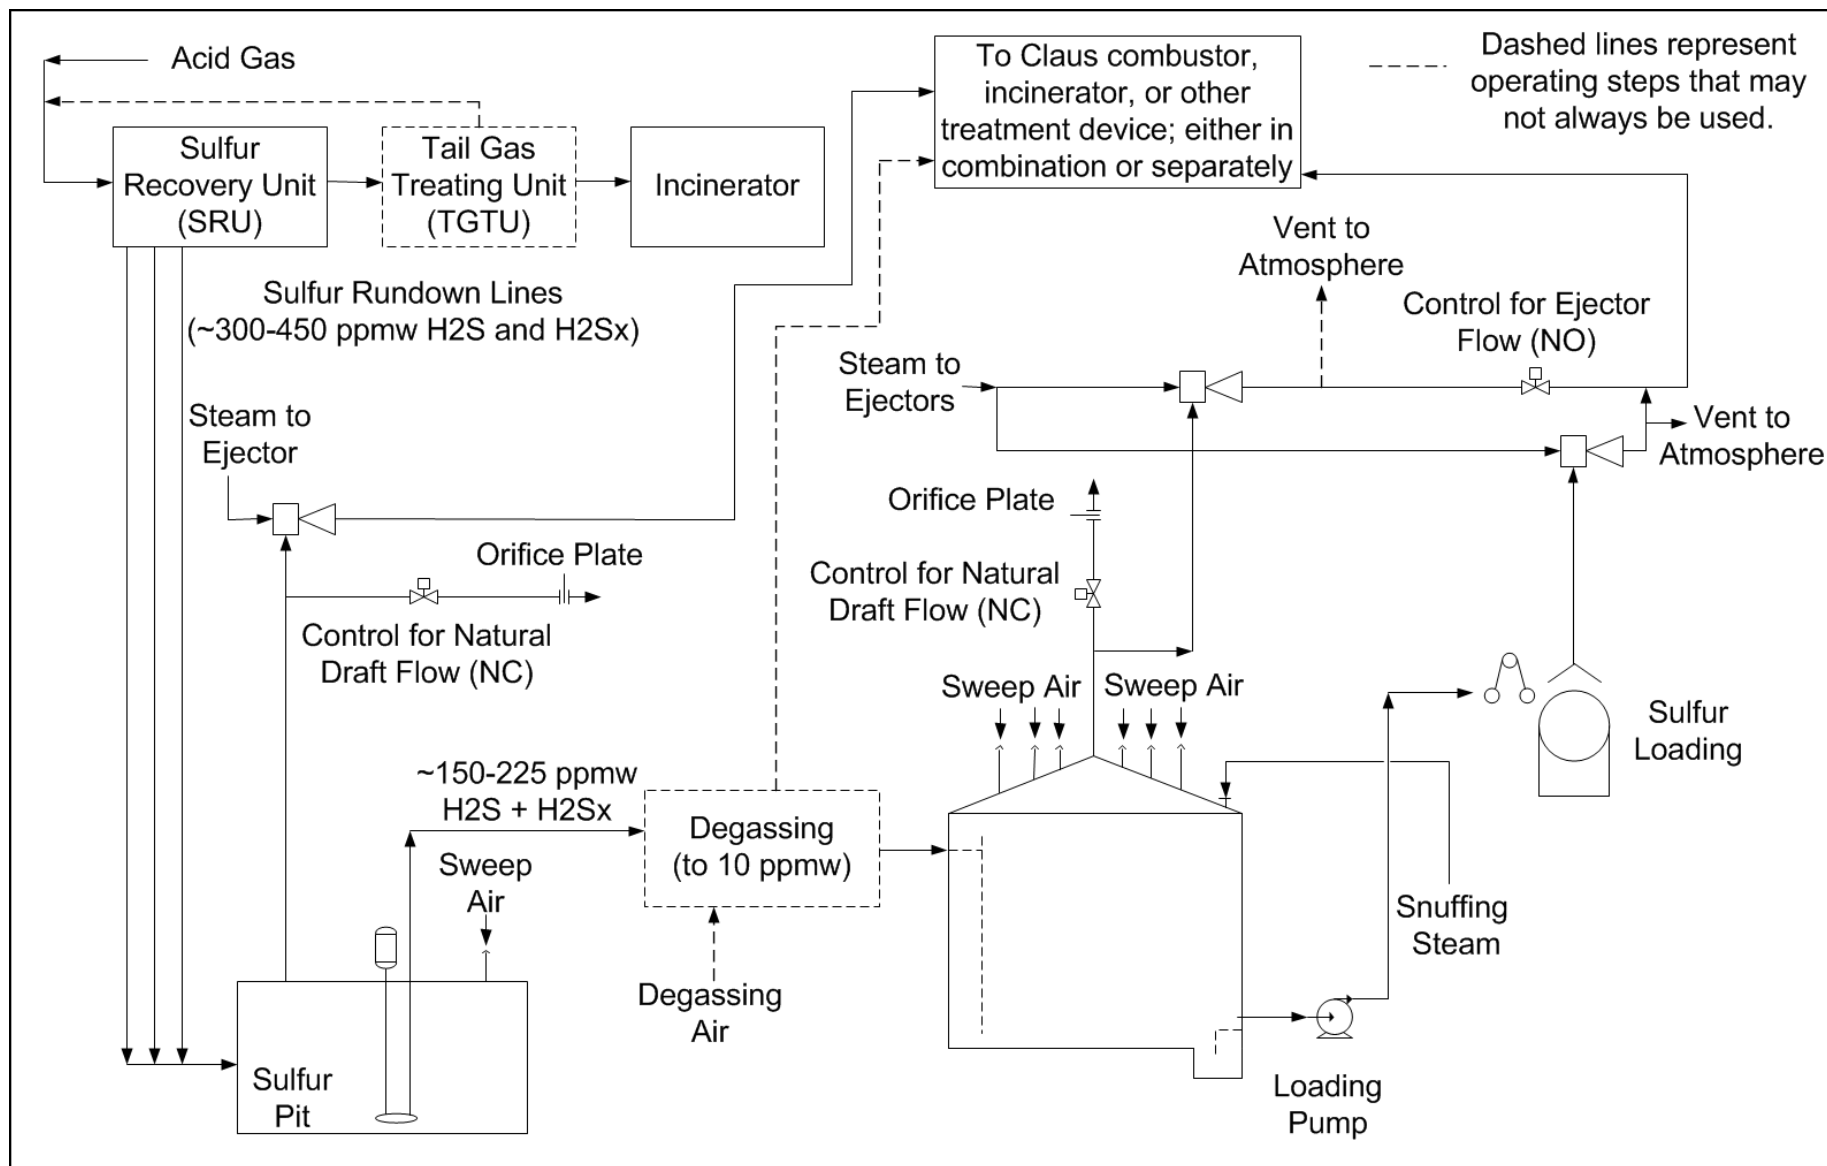 Acid Gas
Sulfur
Recovery Unit
(SRU)
Tail Gas
Treating Unit
(TGTU)
Incinerator
To Claus combustor,
incinerator, or other
treatment device; either in
combination or separately
Dashed lines represent
operating steps that may
not always be used.
Sulfur Rundown Lines
(~300-450 ppmw H2S and H2Sx)
Vent to
Atmosphere
Control for Ejector
Flow (NO)
Steam to
Ejectors
Steam to
Ejector
Vent to
Atmosphere
Orifice Plate
Orifice Plate
Control for Natural
Draft Flow (NC)
Control for Natural
Draft Flow (NC)
Sweep Air
Sweep Air
Sulfur
Loading
~150-225 ppmw
H2S + H2Sx
Degassing
(to 10 ppmw)
Sweep
Air
Snuffing
Steam
Degassing
Air
Sulfur
Pit
Loading
Pump